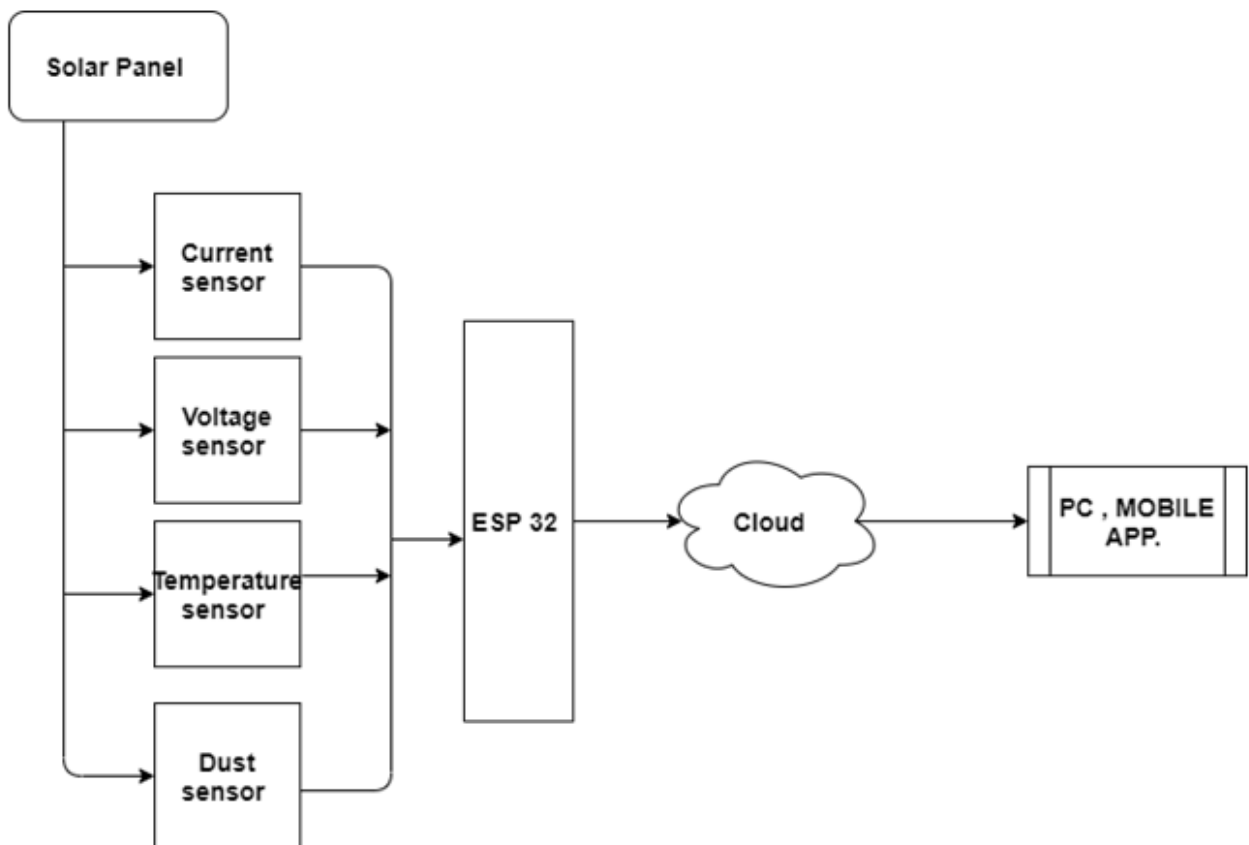 Solar Panel
Current
sensor
Voltage
sensor
Temperature
sensor
Dust
sensor
ESP 32
Cloud
PC , MOBILE
APP.